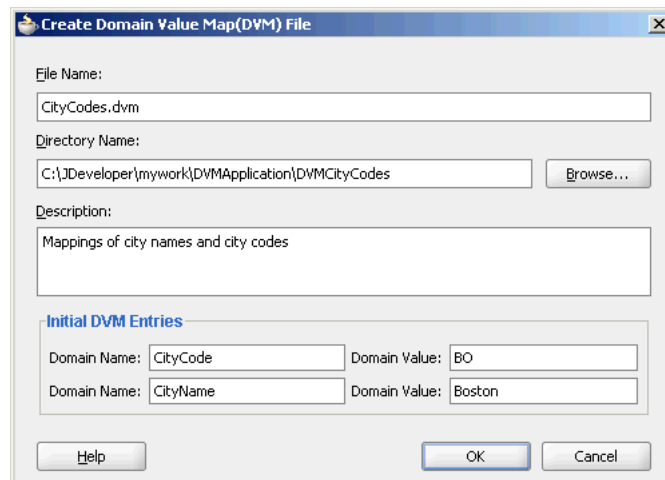 Create Domain Value Map(DVM) File
File Name:
CityCodes.dvm
Directory Name:
C:\JDeveloper\mywork\DVMApplication\DVMCityCodes Browse...
Description:
Mappings of city names and city codes
Initial DVM Entries
Domain Name: CityCode Domain Value: BO
Domain Name: CityName Domain Value: Boston
Help OK Cancel